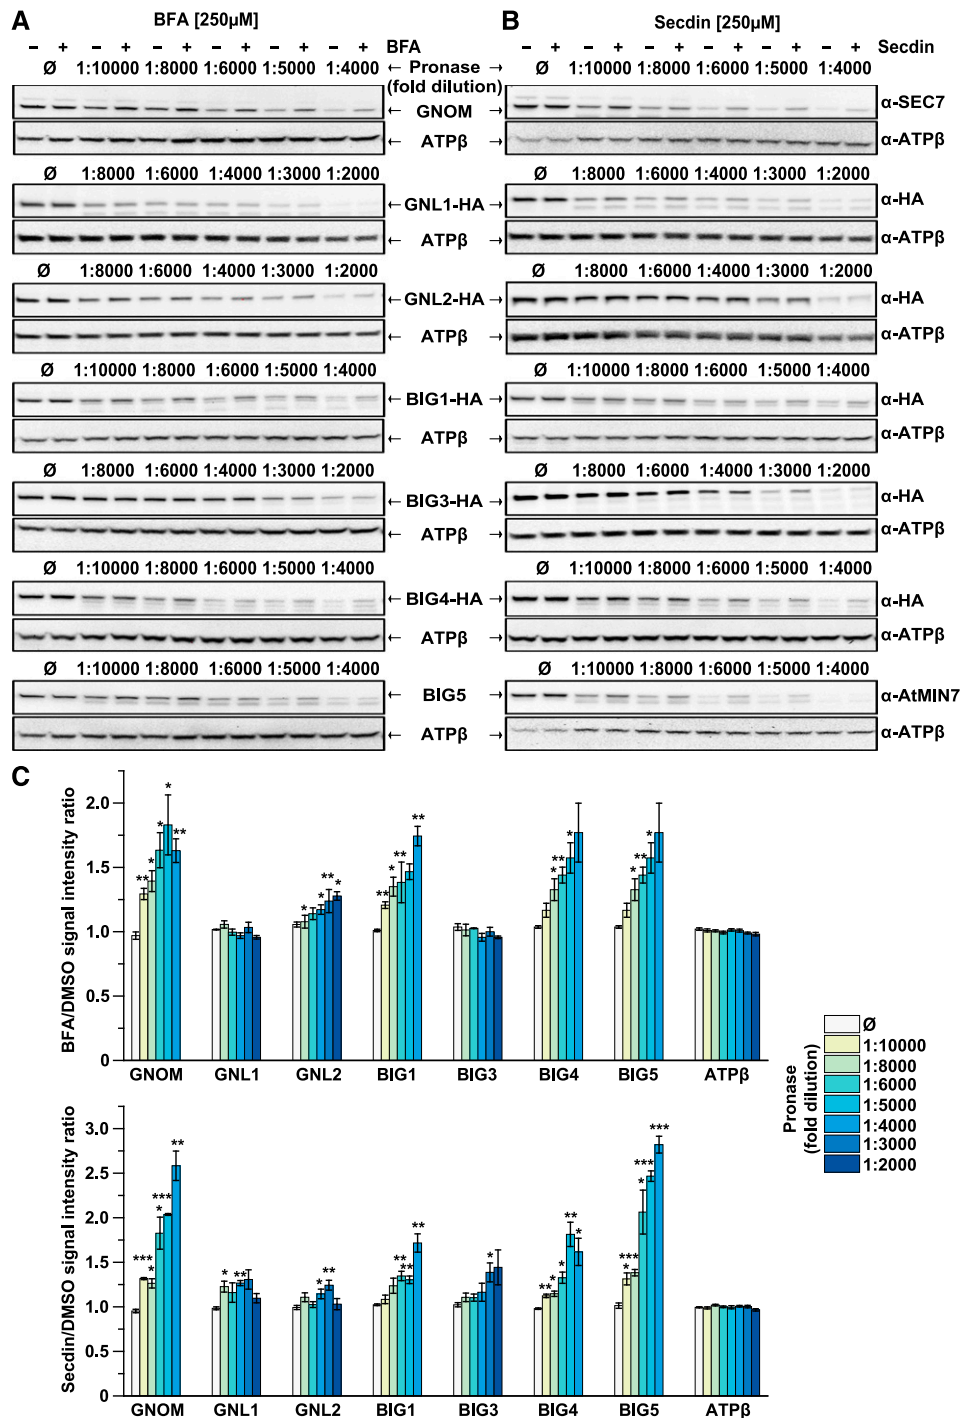 A BFA [250μM] B Secdin [250μM]
− + − + − + − + − + − + BFA − + − + − + − + − + − + Secdin
Ø 1:10000 1:8000 1:6000 1:5000 1:4000 ← Pronase → Ø 1:10000 1:8000 1:6000 1:5000 1:4000
(fold dilution)
← GNOM → α-SEC7
← ATPβ → α-ATPβ
Ø 1:8000 1:6000 1:4000 1:3000 1:2000 Ø 1:8000 1:6000 1:4000 1:3000 1:2000
← GNL1-HA → α-HA
← ATPβ → α-ATPβ
Ø 1:8000 1:6000 1:4000 1:3000 1:2000 Ø 1:8000 1:6000 1:4000 1:3000 1:2000
← GNL2-HA → α-HA
← ATPβ → α-ATPβ
Ø 1:10000 1:8000 1:6000 1:5000 1:4000 Ø 1:10000 1:8000 1:6000 1:5000 1:4000
← BIG1-HA → α-HA
← ATPβ → α-ATPβ
Ø 1:8000 1:6000 1:4000 1:3000 1:2000 Ø 1:8000 1:6000 1:4000 1:3000 1:2000
← BIG3-HA → α-HA
← ATPβ → α-ATPβ
Ø 1:10000 1:8000 1:6000 1:5000 1:4000 Ø 1:10000 1:8000 1:6000 1:5000 1:4000
← BIG4-HA → α-HA
← ATPβ → α-ATPβ
Ø 1:10000 1:8000 1:6000 1:5000 1:4000 Ø 1:10000 1:8000 1:6000 1:5000 1:4000
← BIG5 → α-AtMIN7
← ATPβ → α-ATPβ
C
BFA/DMSO signal intensity ratio
2.0
1.5
1.0
0.5
0
** * * * **
* * ** *
** * ** **
* ** *
* ** *
GNOM GNL1 GNL2 BIG1 BIG3 BIG4 BIG5 ATPβ
Pronase
(fold dilution)
Ø
1:10000
1:8000
1:6000
1:5000
1:4000
1:3000
1:2000
Secdin/DMSO signal intensity ratio
3.0
2.5
2.0
1.5
1.0
0.5
0
*** * * *** **
* **
* **
** ** **
*
** * * ** *
*** * * *** ***
GNOM GNL1 GNL2 BIG1 BIG3 BIG4 BIG5 ATPβ